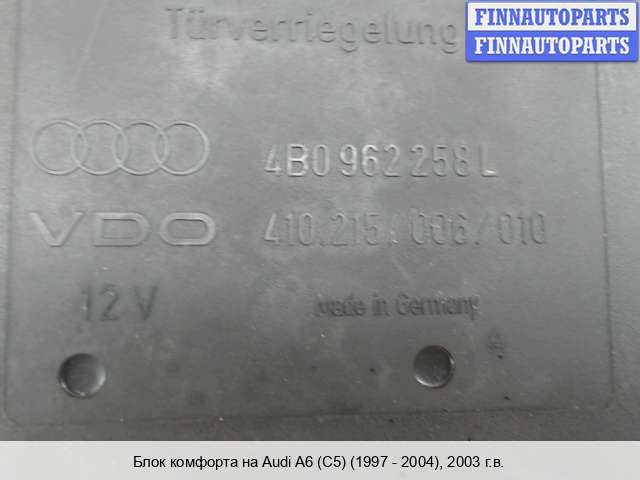 Türverriegelung
FINNAUTOPARTS
FINNAUTOPARTS
4B0 962 258 L
VDO 410.215/006/010
12 V
Made in Germany
4
Блок комфорта на Audi A6 (C5) (1997 - 2004), 2003 г.в.